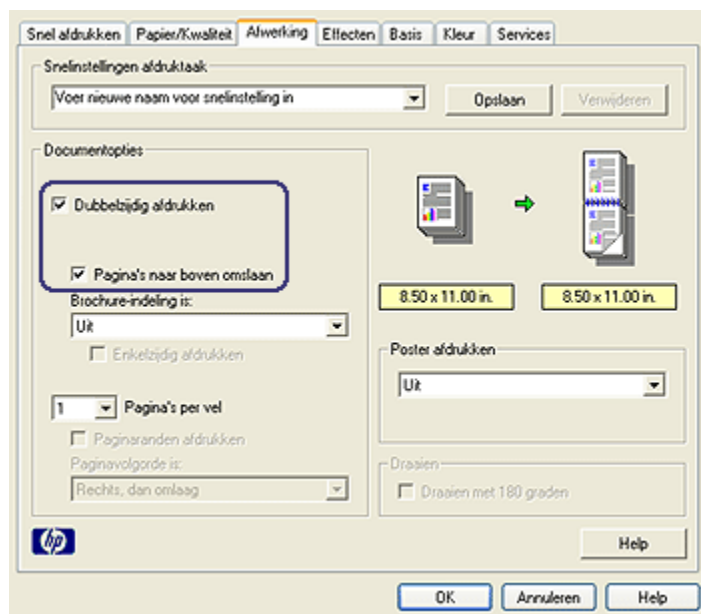 Snel afdrukken Papier/Kwaliteit Afwerking Effecten Basis Kleur Services
Snelinstellingen afdruktaak
Voer nieuwe naam voor snelinstelling in Opslaan Verwijderen
Documentopties
Dubbelzijdig afdrukken
Pagina's naar boven omslaan
8.50 x 11.00 in. 8.50 x 11.00 in.
Brochure-indeling is:
Uit
Enkelzijdig afdrukken
Poster afdrukken
Uit
1 Pagina's per vel
Paginaranden afdrukken
Paginavolgorde is:
Rechts, dan omlaag
Draaien
Draaien met 180 graden
hp
Help
OK Annuleren Help